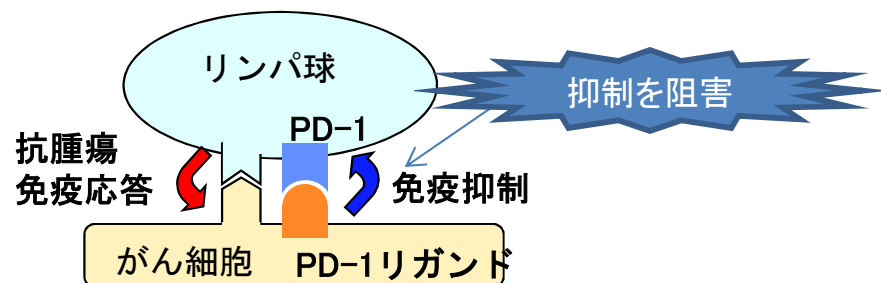 リンパ球
抑制を阻害
PD-1
抗腫瘍
免疫応答
免疫抑制
がん細胞
PD-1リガンド